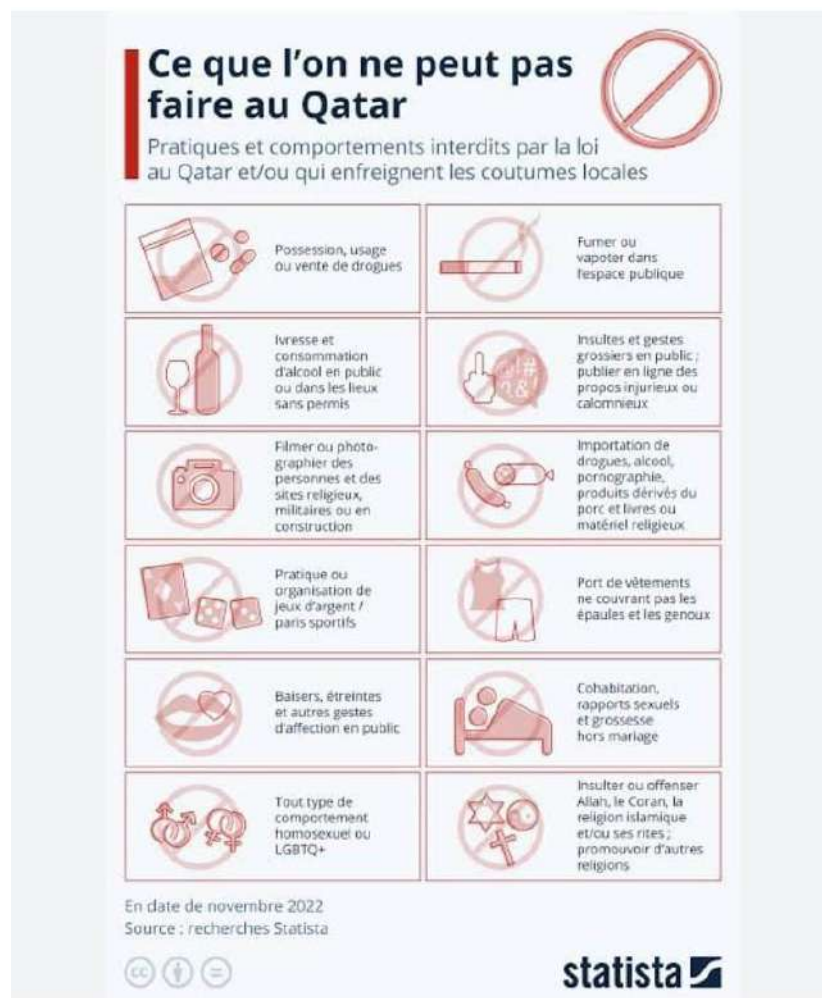 Ce que l'on ne peut pas
faire au Qatar
Pratiques et comportements interdits par la loi
au Qatar et/ou qui enfreignent les coutumes locales
Possession, usage
ou vente de drogues
Fumer ou
vapoter dans
l'espace publique
Ivresse et
consommation
d'alcool en public
ou dans les lieux
sans permis
Insultes et gestes
grossiers en public ;
publier en ligne des
propos injurieux ou
calomnieux
Filmer ou photo-
graphier des
personnes et des
sites religieux,
militaires ou en
construction
Importation de
drogues, alcool,
pornographie,
produits dérivés du
porc et livres ou
matériel religieux
Pratique ou
organisation de
jeux d'argent /
paris sportifs
Port de vêtements
ne couvrant pas les
épaules et les genoux
Baisers, étreintes
et autres gestes
d'affection en public
Cohabitation,
rapports sexuels
et grossesse
hors mariage
Tout type de
comportement
homosexuel ou
LGBTQ+
Insulter ou offenser
Allah, le Coran, la
religion islamique
et/ou ses rites ;
promouvoir d'autres
religions
En date de novembre 2022
Source : recherches Statista
cc
statista